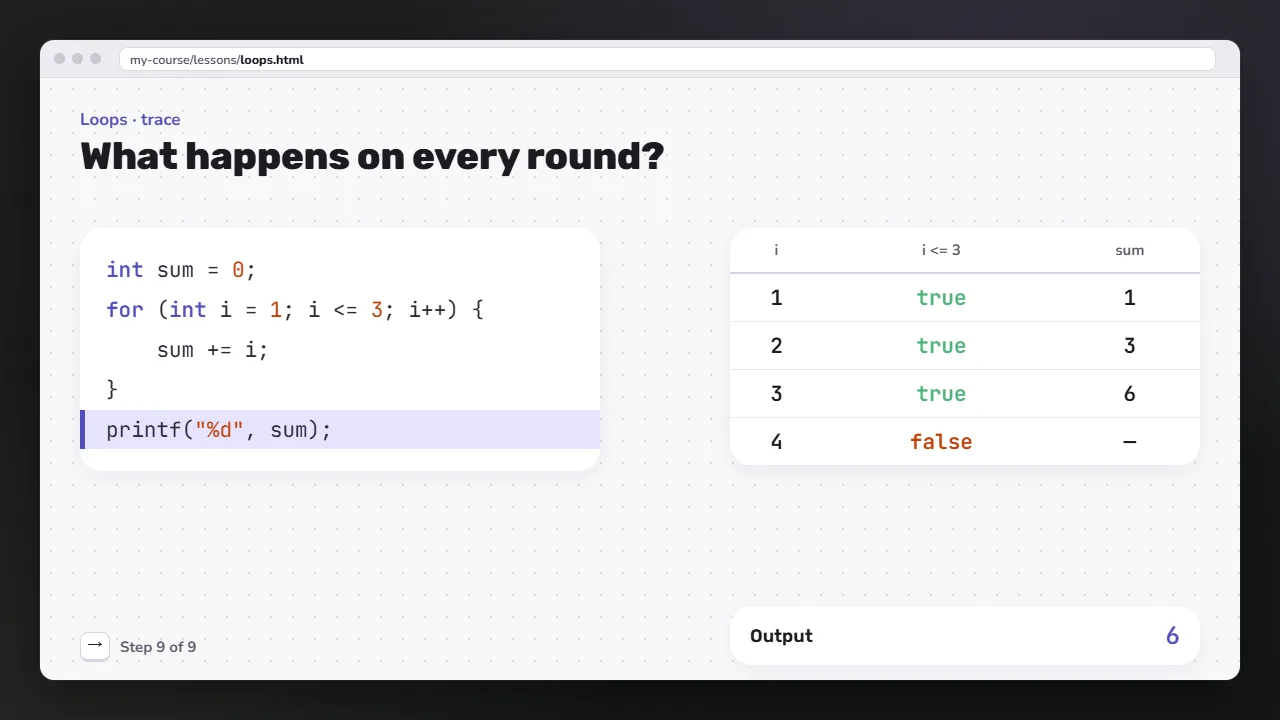 my-course/lessons/loops.html
Loops · trace
What happens on every round?
int sum = 0;
for (int i = 1; i <= 3; i++) {
    sum += i;
}
printf("%d", sum);
i i <= 3 sum
1 true 1
2 true 3
3 true 6
4 false —
→ Step 9 of 9
Output 6